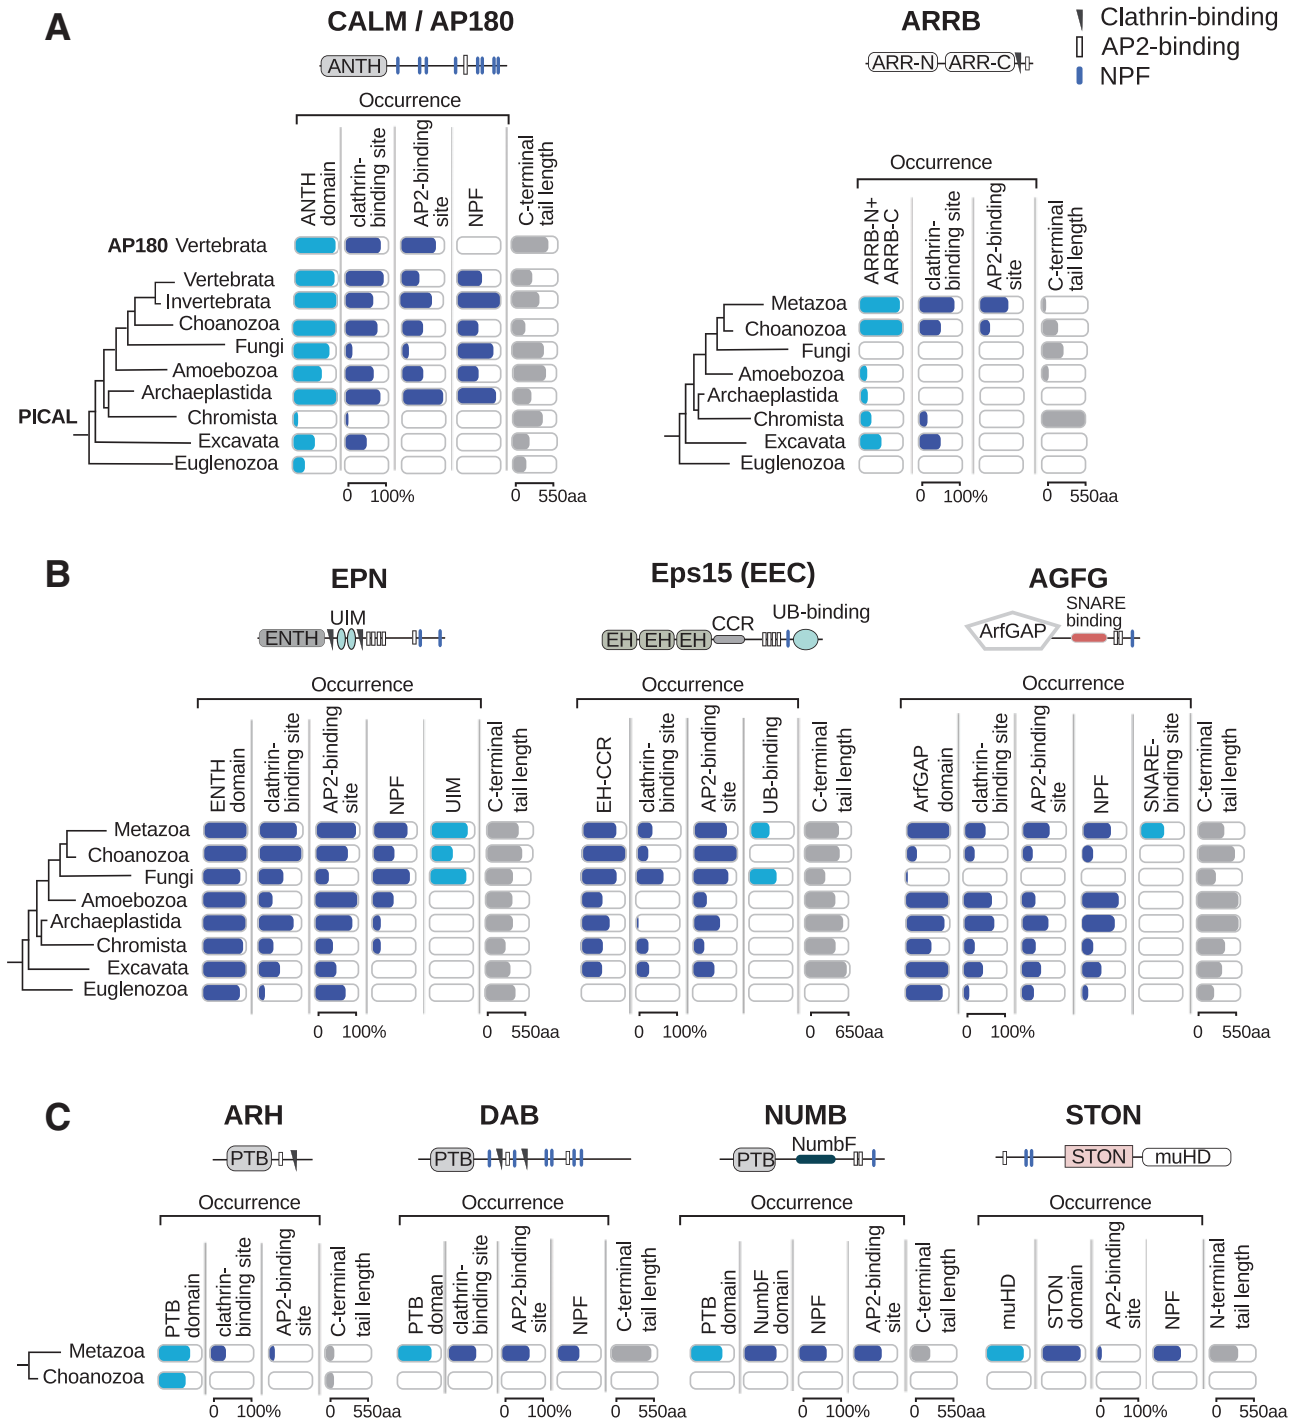 A
CALM / AP180
ARRB
Clathrin-binding
AP2-binding
NPF
ANTH
ARR-N
ARR-C
Occurrence
ANTH domain
clathrin-binding site
AP2-binding site
NPF
C-terminal tail length
Occurrence
ARRB-N+ ARRB-C
clathrin-binding site
AP2-binding site
C-terminal tail length
AP180 Vertebrata
Vertebrata
Invertebrata
Choanozoa
Fungi
Amoebozoa
Archaeplastida
PICAL
Chromista
Excavata
Euglenozoa
0 100% 0 550aa
Metazoa
Choanozoa
Fungi
Amoebozoa
Archaeplastida
Chromista
Excavata
Euglenozoa
0 100% 0 550aa
B
EPN
Eps15 (EEC)
AGFG
UIM
ENTH
UB-binding
CCR
EH EH EH
SNARE
binding
ArfGAP
Occurrence
ENTH domain
clathrin-binding site
AP2-binding site
NPF
UIM
C-terminal tail length
Occurrence
EH-CCR
clathrin-binding site
AP2-binding site
UB-binding
C-terminal tail length
Occurrence
ArfGAP domain
clathrin-binding site
AP2-binding site
NPF
SNARE-binding site
C-terminal tail length
Metazoa
Choanozoa
Fungi
Amoebozoa
Archaeplastida
Chromista
Excavata
Euglenozoa
0 100% 0 550aa
0 100% 0 650aa
0 100% 0 550aa
C
ARH
DAB
NUMB
STON
PTB
PTB
PTB
NumbF
STON
muHD
Occurrence
PTB domain
clathrin-binding site
AP2-binding site
C-terminal tail length
Occurrence
PTB doman
clathrin-binding site
AP2-binding site
NPF
C-terminal tail length
Occurrence
PTB domain
NumbF domain
NPF
AP2-binding site
C-terminal tail length
Occurrence
muHD
STON domain
AP2-binding site
NPF
N-terminal tail length
Metazoa
Choanozoa
0 100% 0 550aa
0 100% 0 550aa
0 100% 0 550aa
0 100% 0 550aa